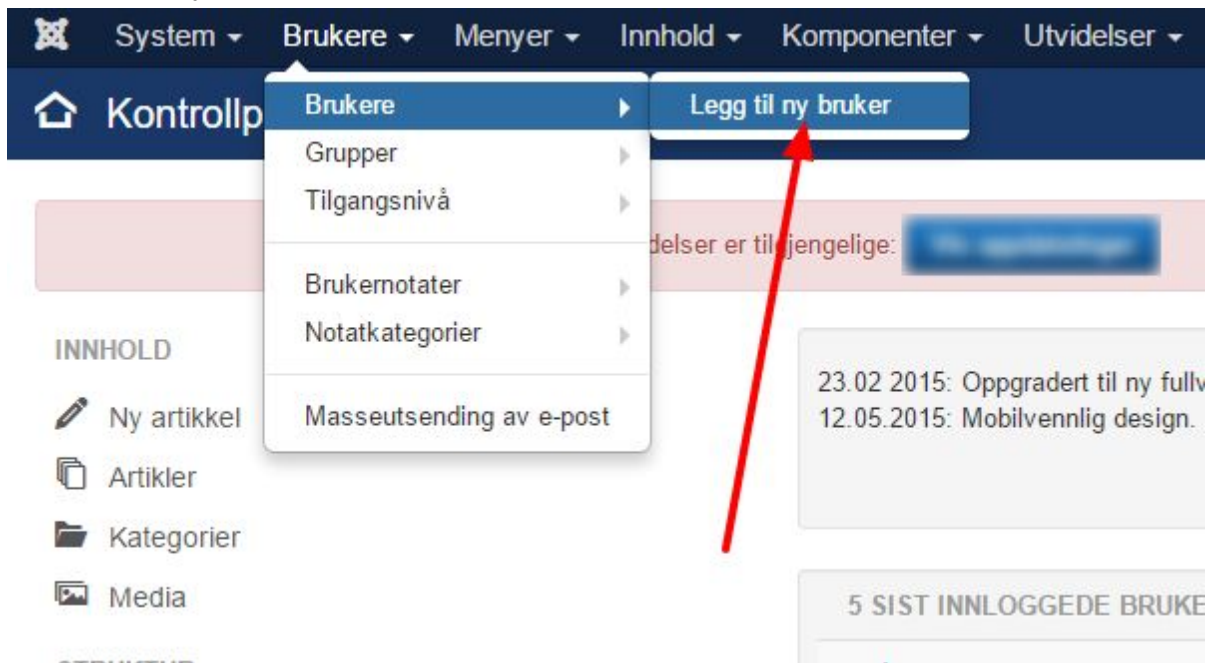 System Brukere Menyer Innhold Komponenter Utvidelser
Kontrollp
Brukere
Legg til ny bruker
Grupper
Tilgangsnivå
Brukernotater
Notatkategorier
Masseutsending av e-post
delser er tilgjengelige:
INNHOLD
Ny artikkel
Artikler
Kategorier
Media
23.02 2015: Oppgradert til ny fullv
12.05.2015: Mobilvennlig design.
5 SIST INNLOGGEDE BRUKE